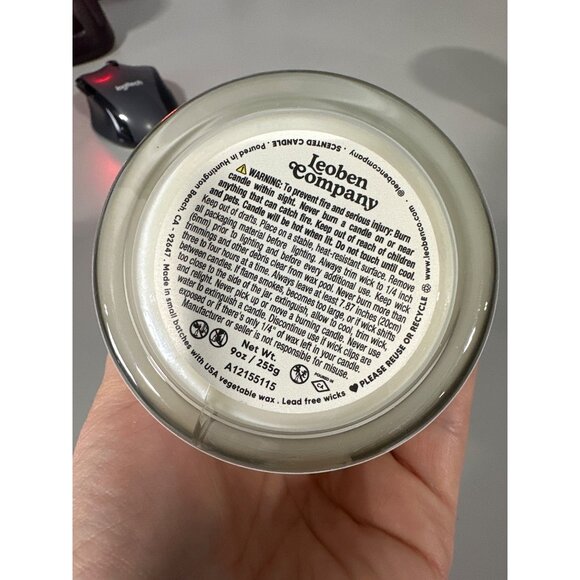 logitech
@leobencompany
www.leobenco.com
PLEASE REUSE OR RECYCLE
Made in small batches with USA vegetable wax . Lead free wicks
SCENTED CANDLE . Poured in Huntington Beach, CA - 92647.
Leoben
Company
WARNING: To prevent fire and serious injury: Burn
candle within sight. Never burn a candle on or near
anything that can catch fire. Keep out of reach of children
and pets. Candle will be hot when lit. Do not touch until cool.
Keep out of drafts. Place on a stable, heat-resistant surface. Remove
all packaging material before lighting. Always trim wick to 1/4 inch
(6mm) prior to lighting and before every additional use. Keep wick
trimmings and other debris clear from wax pool. Never burn more than
three to four hours at a time. Always leave at least 7.87 inches (20cm)
between candles. If flame smokes, becomes too large, or if wick shifts
too close to the side of the jar, extinguish, allow to cool, trim wick,
and relight. Never pick up or move a burning candle. Never use
water to extinguish a candle. Discontinue use if wick clips are
exposed or if there's only 1/4" of wax left in your candle.
Manufacturer or seller is not responsible for misuse.
Net Wt.
9oz / 255g
A12155115
POURED IN
CA